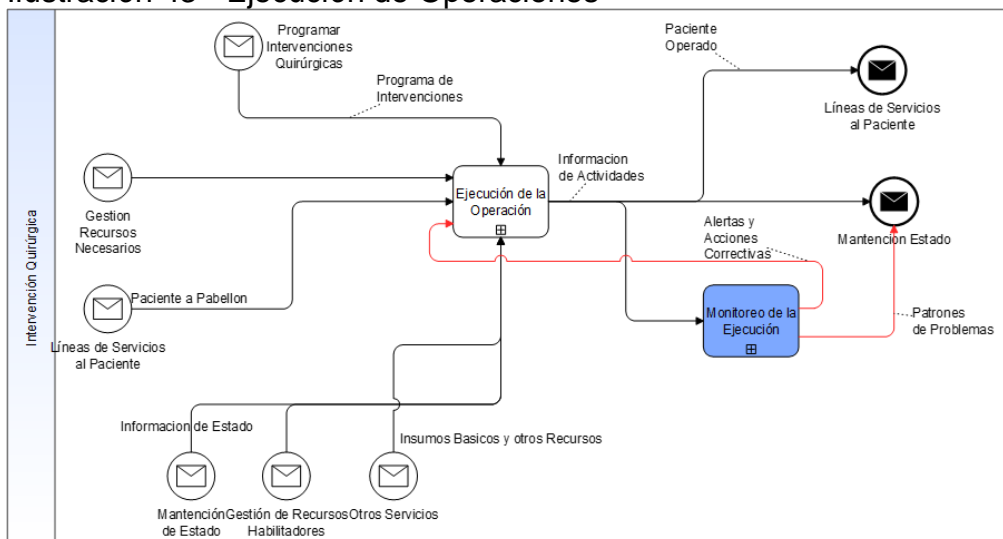 Ejecución de Operaciones
Programar
Intervenciones
Quirúrgicas
Programa de
Intervenciones
Paciente
Operado
Líneas de Servicios
al Paciente
Intervención Quirúrgica
Gestion
Recursos
Necesarios
Ejecución de la
Operación
Informacion
de Actividades
Mantención Estado
Alertas y
Acciones
Correctivas
Paciente a Pabellon
Líneas de Servicios
al Paciente
Monitoreo de la
Ejecución
Patrones
de Problemas
Informacion de Estado
Insumos Basicos y otros Recursos
Mantención
de Estado
Gestión de Recursos
Habilitadores
Otros Servicios